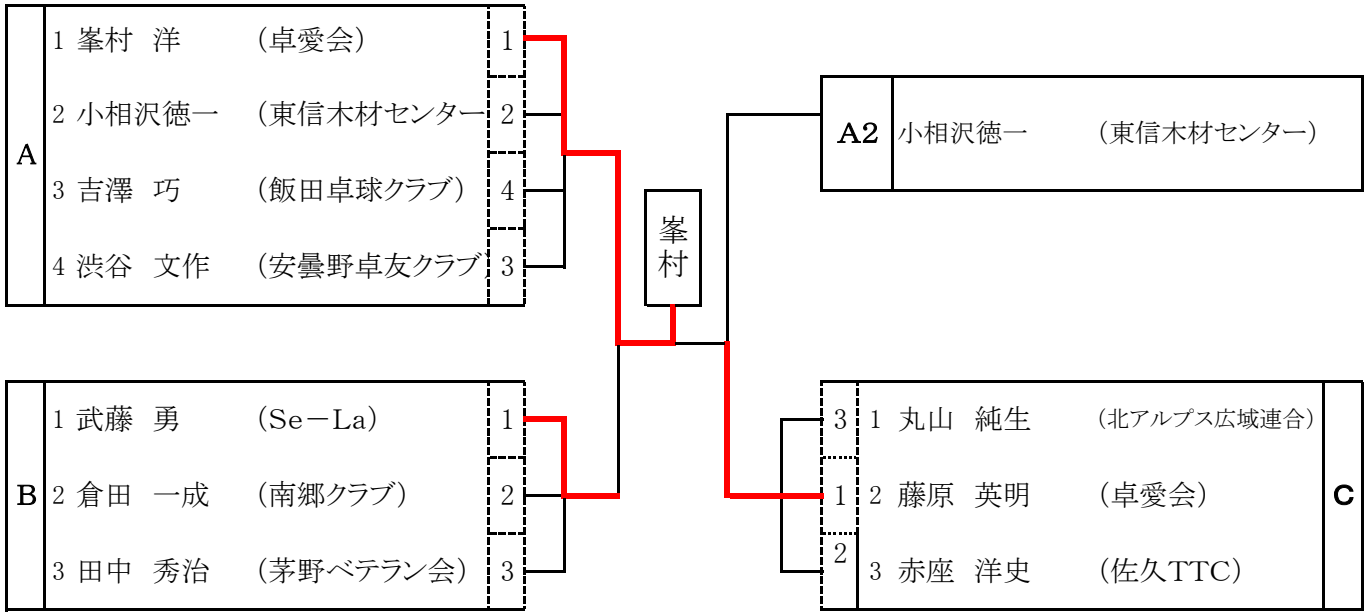 A
1 峯村 洋 (卓愛会) 1
2 小相沢徳一 (東信木材センター 2
3 吉澤 巧 (飯田卓球クラブ) 4
4 渋谷 文作 (安曇野卓友クラブ) 3
A2 小相沢徳一 (東信木材センター)
峯村
B
1 武藤 勇 (Se-La) 1
2 倉田 一成 (南郷クラブ) 2
3 田中 秀治 (茅野ベテラン会) 3
3 1 丸山 純生 (北アルプス広域連合)
1 2 藤原 英明 (卓愛会)
2 3 赤座 洋史 (佐久TTC)
C